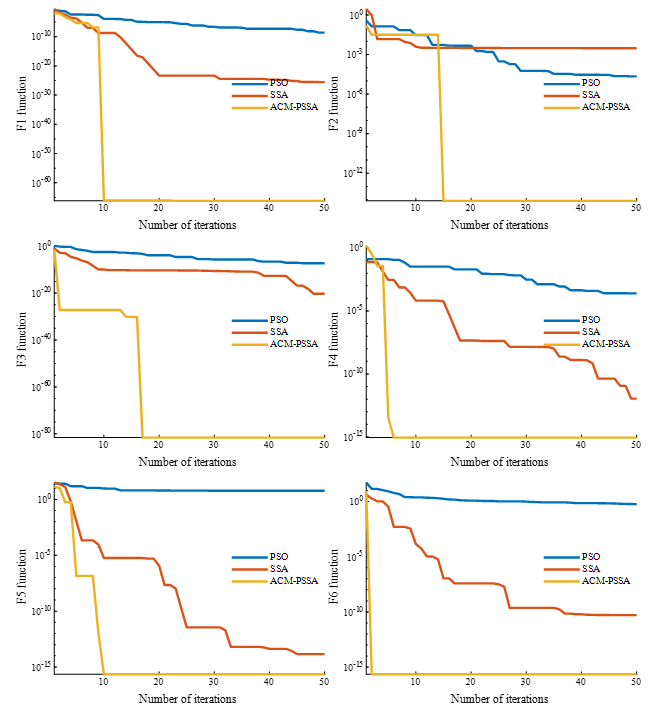 10^-10
10^-20
10^-30
10^-40
10^-50
10^-60
F1 function
PSO
SSA
ACM-PSSA
10 20 30 40 50
Number of iterations
10^0
10^-3
10^-6
10^-9
10^-12
F2 function
PSO
SSA
ACM-PSSA
10 20 30 40 50
Number of iterations
10^0
10^-20
10^-40
10^-60
10^-80
F3 function
PSO
SSA
ACM-PSSA
10 20 30 40 50
Number of iterations
10^0
10^-5
10^-10
10^-15
F4 function
PSO
SSA
ACM-PSSA
10 20 30 40 50
Number of iterations
10^0
10^-5
10^-10
10^-15
F5 function
PSO
SSA
ACM-PSSA
10 20 30 40 50
Number of iterations
10^0
10^-5
10^-10
10^-15
F6 function
PSO
SSA
ACM-PSSA
10 20 30 40 50
Number of iterations